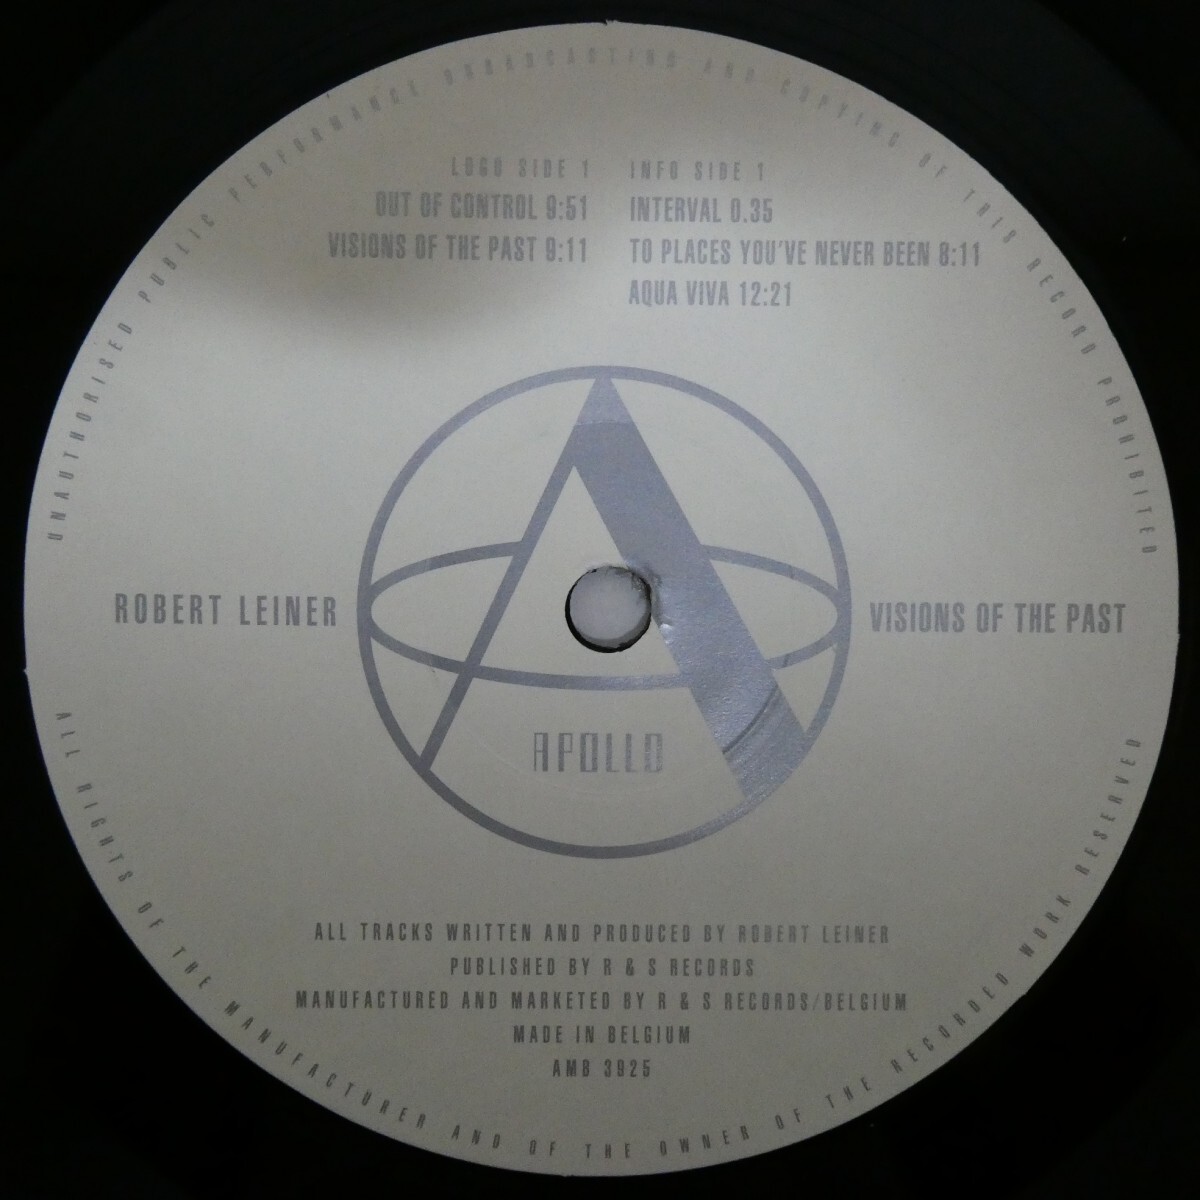 UNAUTHORISED PUBLIC PERFORMANCE BROADCASTING AND COPYING OF THIS RECORD PROHIBITED
LOGO SIDE 1
OUT OF CONTROL 9:51
VISIONS OF THE PAST 9:11
INFO SIDE 1
INTERVAL 0.35
TO PLACES YOU'VE NEVER BEEN 8:11
AQUA VIVA 12:21
ROBERT LEINER
VISIONS OF THE PAST
APOLLO
ALL TRACKS WRITTEN AND PRODUCED BY ROBERT LEINER
PUBLISHED BY R & S RECORDS
MANUFACTURED AND MARKETED BY R & S RECORDS/BELGIUM
MADE IN BELGIUM
AMB 3925
ALL RIGHTS OF THE MANUFACTURER AND OF THE OWNER OF THE RECORDED WORK RESERVED